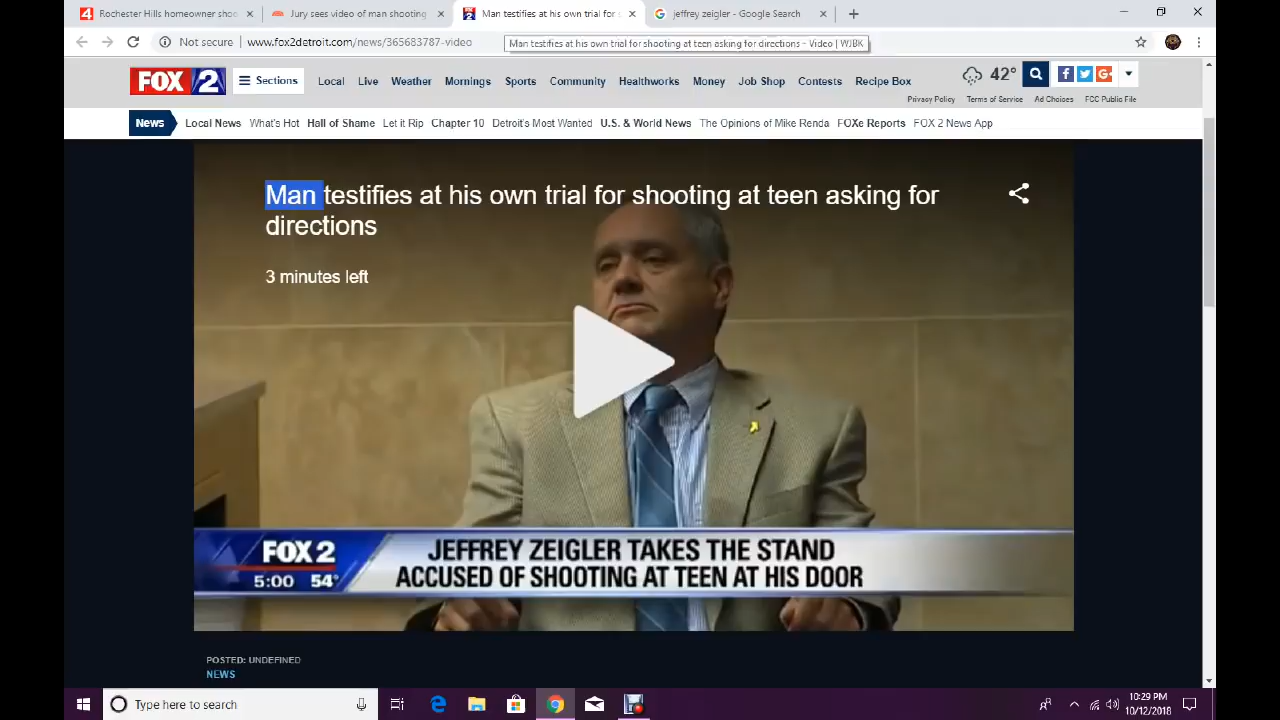 Rochester Hills homeowner shoo
Jury sees video of man shooting
Man testifies at his own trial for s
jeffrey zeigler - Google Search
Not secure | www.fox2detroit.com/news/365683787-video
Man testifies at his own trial for shooting at teen asking for directions - Video | WJBK
FOX 2
Sections
Local Live Weather Mornings Sports Community Healthworks Money Job Shop Contests Recipe Box
42°
Privacy Policy Terms of Service Ad Choices FCC Public File
News Local News What's Hot Hall of Shame Let it Rip Chapter 10 Detroit's Most Wanted U.S. & World News The Opinions of Mike Renda FOXe Reports FOX 2 News App
Man testifies at his own trial for shooting at teen asking for
directions
3 minutes left
FOX 2
5:00 54°
JEFFREY ZEIGLER TAKES THE STAND
ACCUSED OF SHOOTING AT TEEN AT HIS DOOR
POSTED: UNDEFINED
NEWS
Type here to search
10:29 PM
10/12/2018